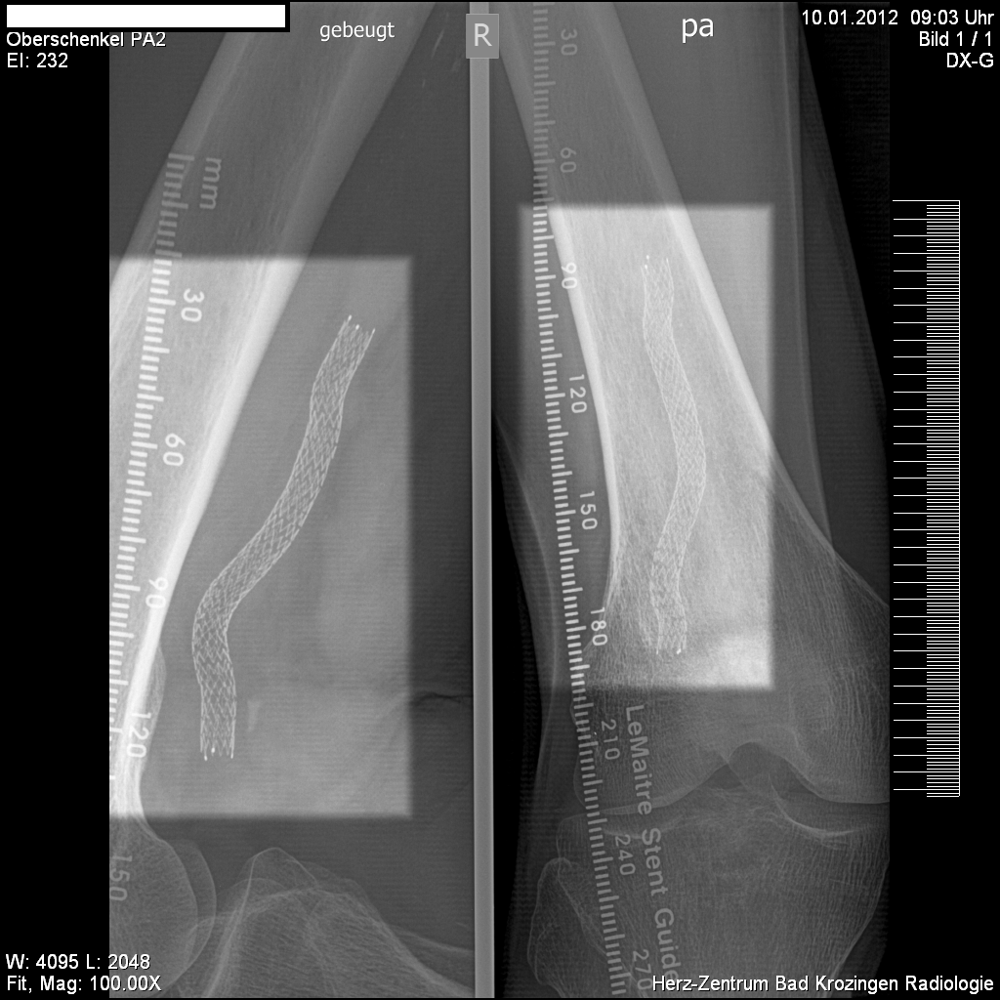 Oberschenkel PA2
EI: 232
gebeugt
R
pa
10.01.2012 09:03 Uhr
Bild 1 / 1
DX-G
mm
30
60
90
120
150
30
60
90
120
150
180
210
240
270
LeMaitre Stent Guide
W: 4095 L: 2048
Fit, Mag: 100.00X
Herz-Zentrum Bad Krozingen Radiologie